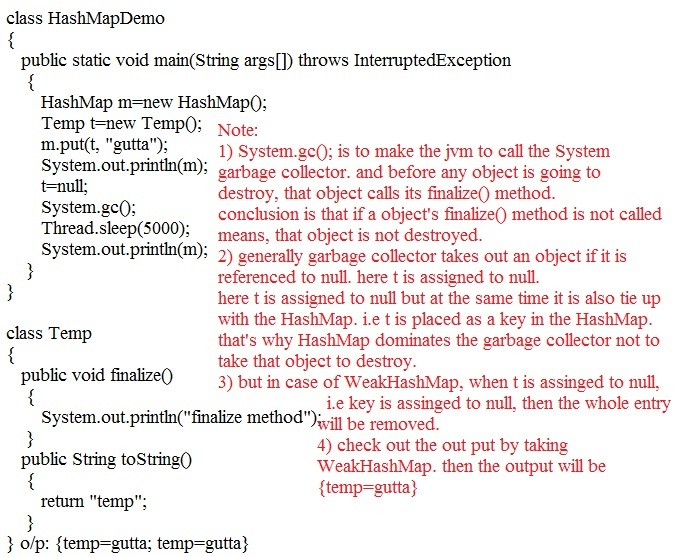 class HashMapDemo
{
public static void main(String args[]) throws InterruptedException
{
HashMap m=new HashMap();
Temp t=new Temp();
m.put(t, "gutta");
System.out.println(m);
t=null;
System.gc();
Thread.sleep(5000);
System.out.println(m);
}
}
class Temp
{
public void finalize()
{
System.out.println("finalize method");
}
public String toString()
{
return "temp";
}
} o/p: {temp=gutta; temp=gutta}
Note:
1) System.gc(); is to make the jvm to call the System
garbage collector. and before any object is going to
destroy, that object calls its finalize() method.
conclusion is that if a object's finalize() method is not called
means, that object is not destroyed.
2) generally garbage collector takes out an object if it is
referenced to null. here t is assigned to null.
here t is assigned to null but at the same time it is also tie up
with the HashMap. i.e t is placed as a key in the HashMap.
that's why HashMap dominates the garbage collector not to
take that object to destroy.
3) but in case of WeakHashMap, when t is assinged to null,
i.e key is assinged to null, then the whole entry
will be removed.
4) check out the out put by taking
WeakHashMap. then the output will be
{temp=gutta}